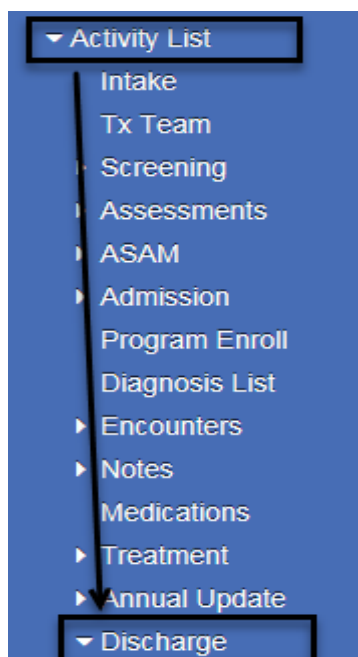 Activity List
Intake
Tx Team
Screening
Assessments
ASAM
Admission
Program Enroll
Diagnosis List
Encounters
Notes
Medications
Treatment
Annual Update
Discharge